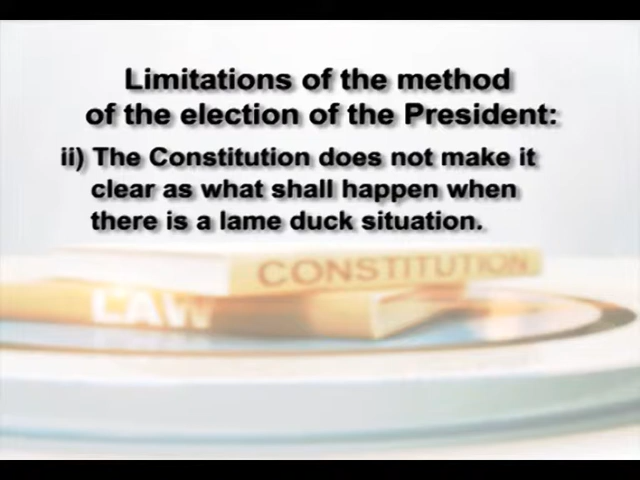 Limitations of the method
of the election of the President:
ii) The Constitution does not make it
clear as what shall happen when
there is a lame duck situation.
CONSTITUTION
LAW